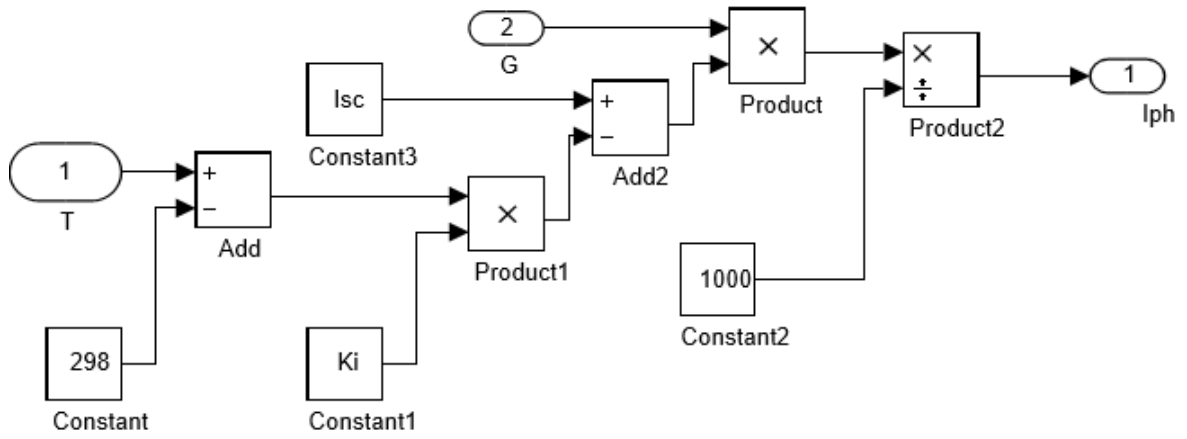 2
G
×
Product
×
÷
Product2
1
Iph
Isc
Constant3
+
−
Add2
1
T
+
−
Add
×
Product1
1000
Constant2
298
Constant
Ki
Constant1